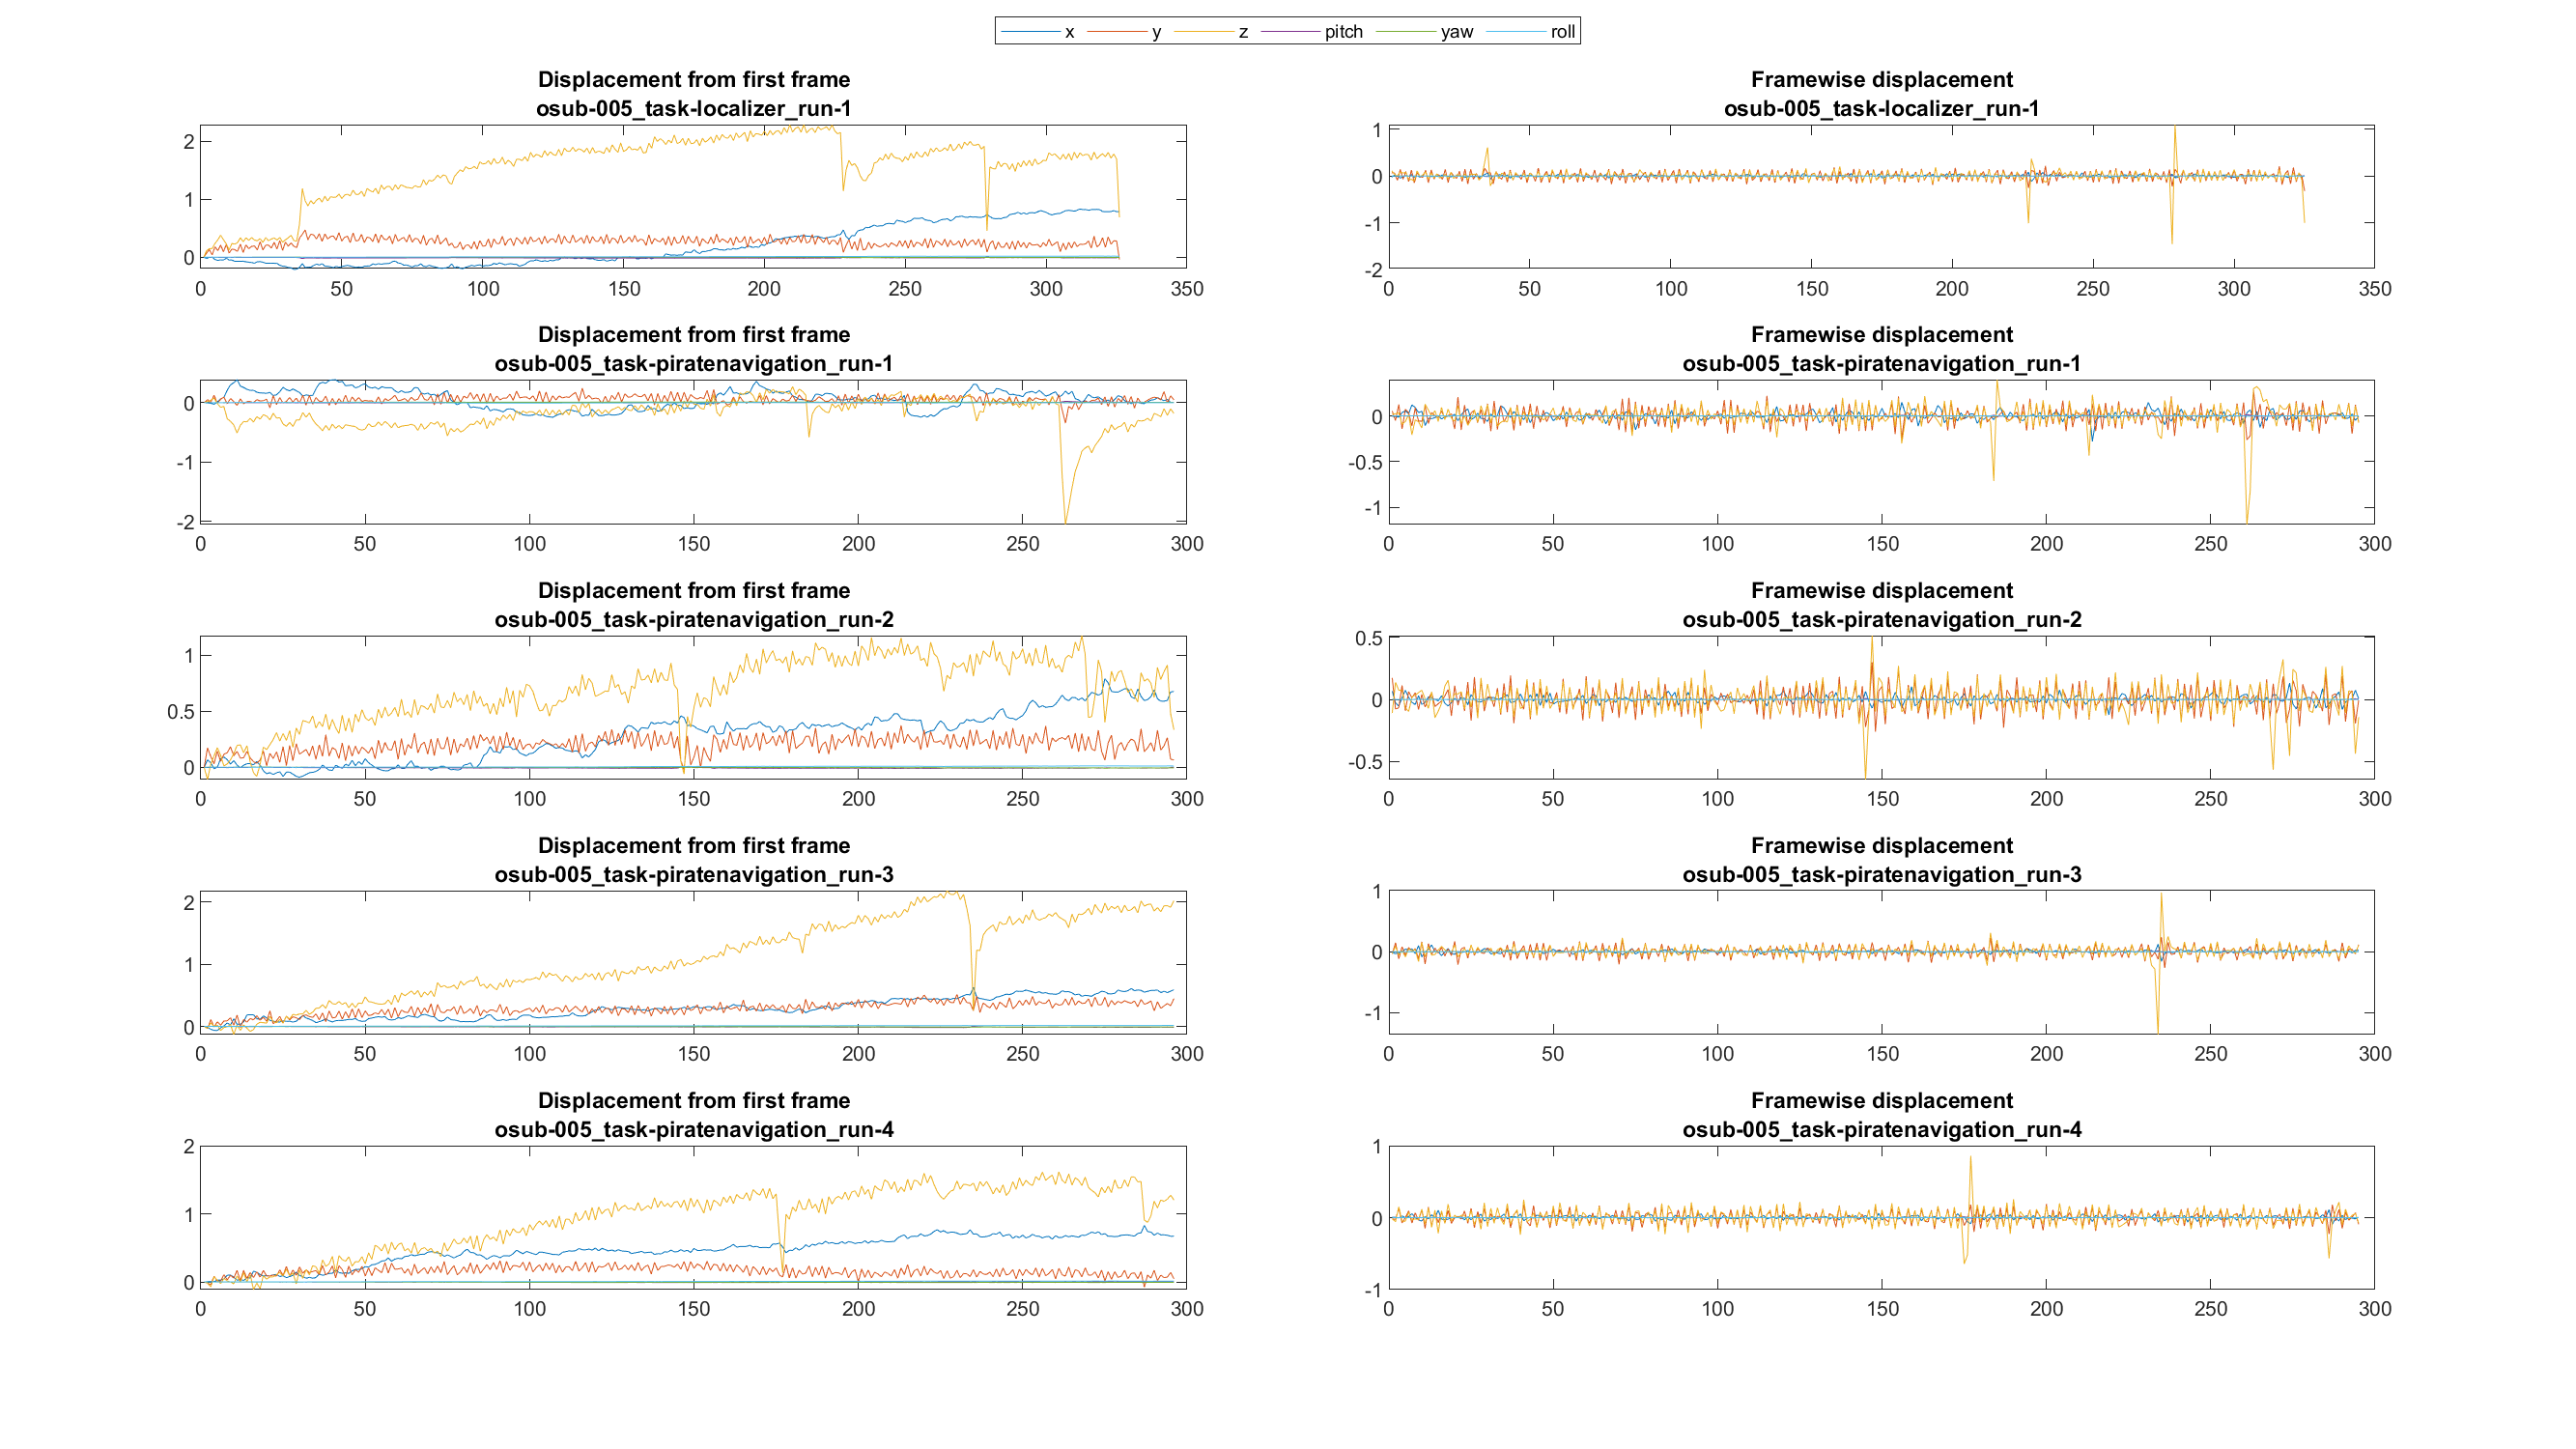 x y z pitch yaw roll
Displacement from first frame
osub-005_task-localizer_run-1
2
1
0
0 50 100 150 200 250 300 350
Framewise displacement
osub-005_task-localizer_run-1
1
0
-1
-2
0 50 100 150 200 250 300 350
Displacement from first frame
osub-005_task-piratenavigation_run-1
0
-1
-2
0 50 100 150 200 250 300
Framewise displacement
osub-005_task-piratenavigation_run-1
0
-0.5
-1
0 50 100 150 200 250 300
Displacement from first frame
osub-005_task-piratenavigation_run-2
1
0.5
0
0 50 100 150 200 250 300
Framewise displacement
osub-005_task-piratenavigation_run-2
0.5
0
-0.5
0 50 100 150 200 250 300
Displacement from first frame
osub-005_task-piratenavigation_run-3
2
1
0
0 50 100 150 200 250 300
Framewise displacement
osub-005_task-piratenavigation_run-3
1
0
-1
0 50 100 150 200 250 300
Displacement from first frame
osub-005_task-piratenavigation_run-4
2
1
0
0 50 100 150 200 250 300
Framewise displacement
osub-005_task-piratenavigation_run-4
1
0
-1
0 50 100 150 200 250 300